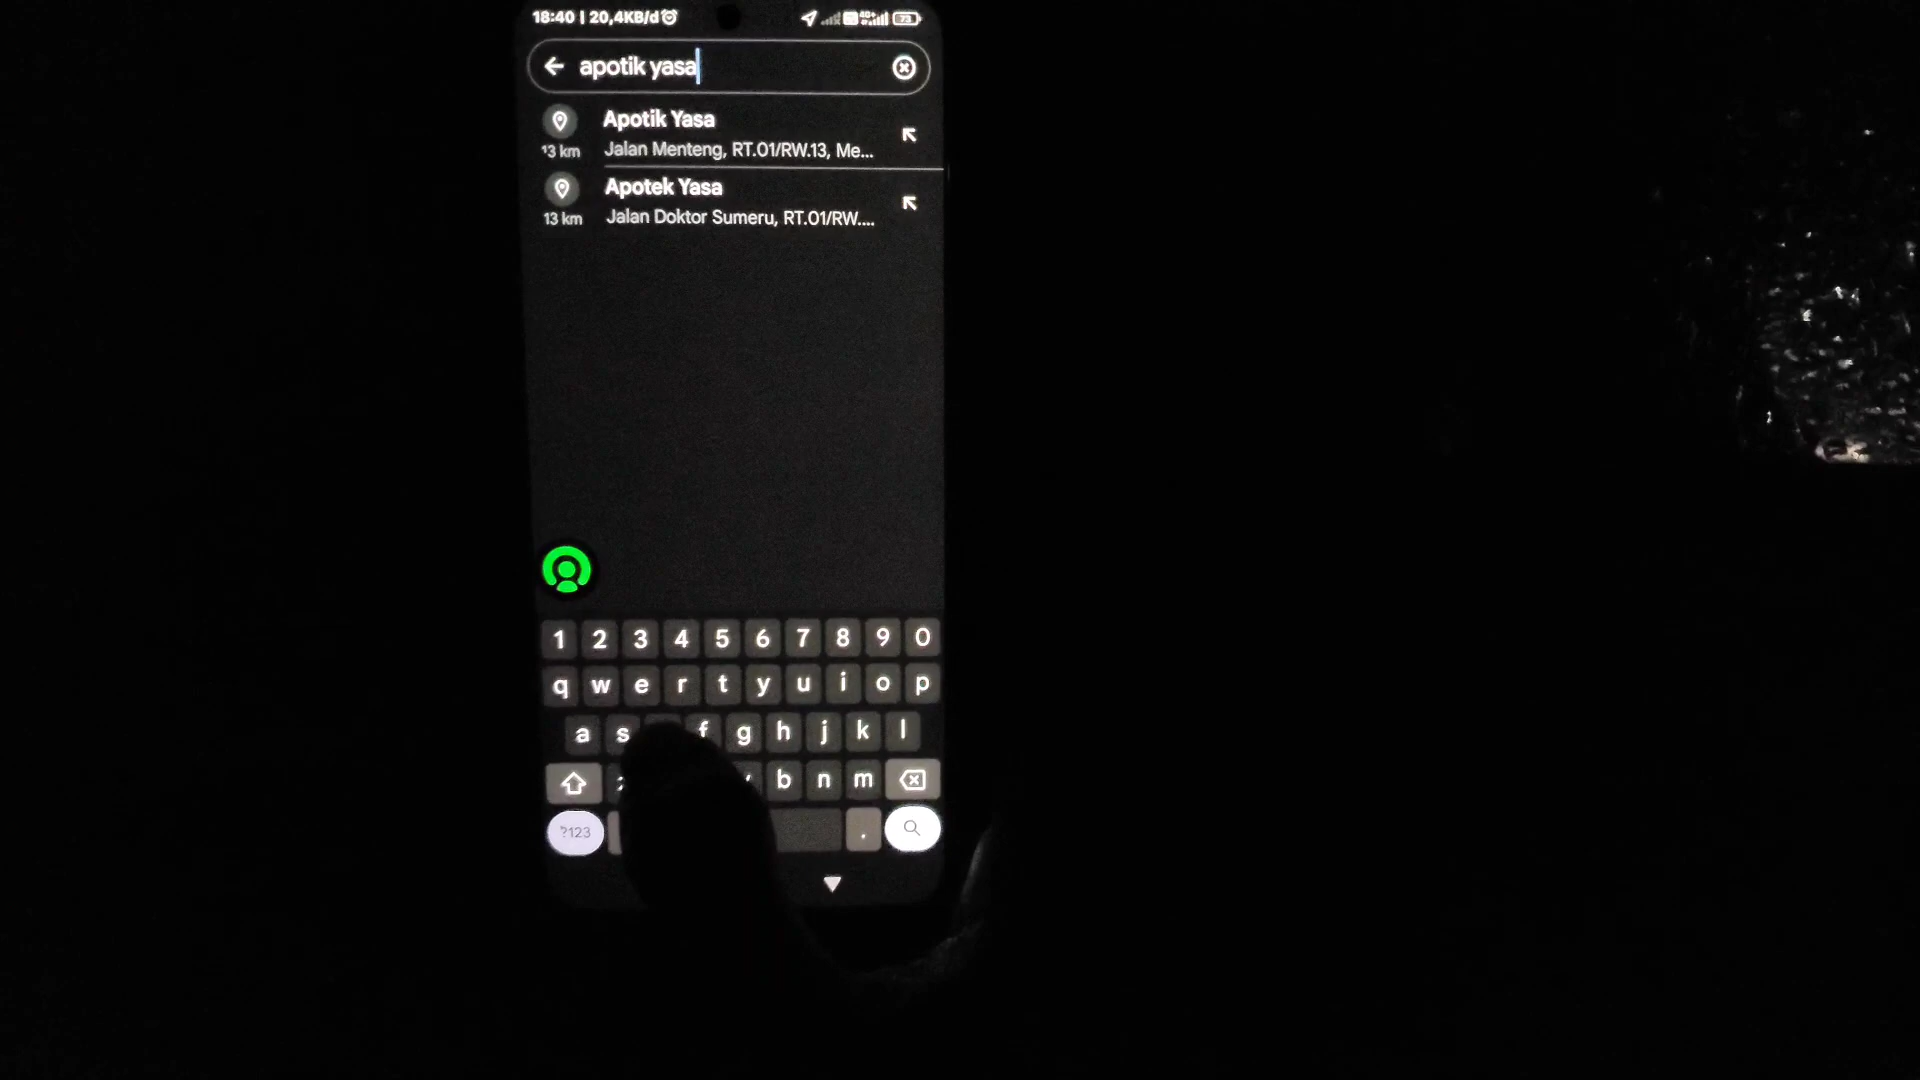 18:40 | 20,4KB/d
4G+
73
apotik yasa
Apotik Yasa
13 km
Jalan Menteng, RT.01/RW.13, Me...
Apotek Yasa
13 km
Jalan Doktor Sumeru, RT.01/RW....
1 2 3 4 5 6 7 8 9 0
q w e r t y u i o p
a s f g h j k l
b n m
?123 .